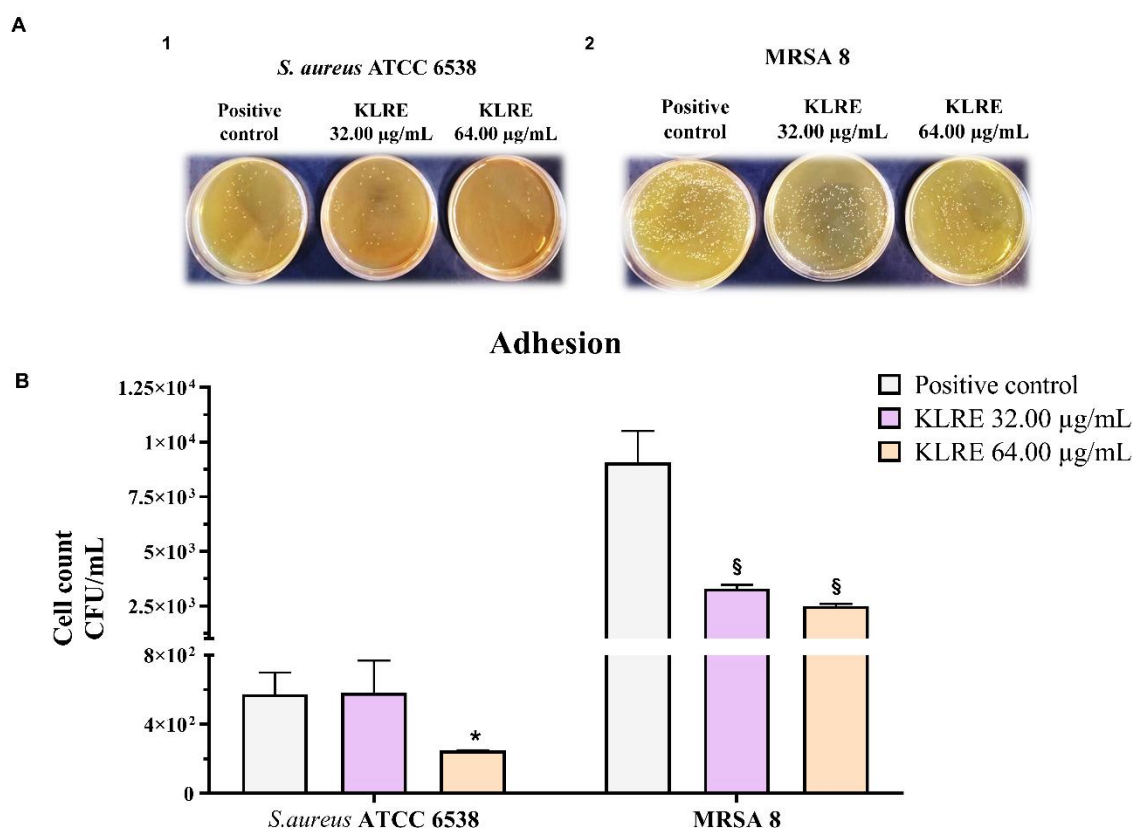 A
1
S. aureus ATCC 6538
Positive
control
KLRE
32.00 µg/mL
KLRE
64.00 µg/mL
2
MRSA 8
Positive
control
KLRE
32.00 µg/mL
KLRE
64.00 µg/mL
Adhesion
B
Cell count
CFU/mL
1.25×10⁴
1×10⁴
7.5×10³
5×10³
2.5×10³
8×10²
4×10²
0
*
§
§
S.aureus ATCC 6538
MRSA 8
Positive control
KLRE 32.00 µg/mL
KLRE 64.00 µg/mL